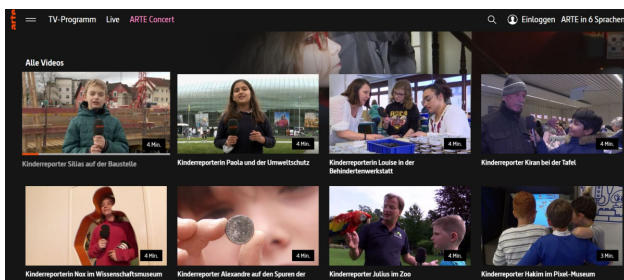 arte
TV-Programm Live ARTE Concert
Einloggen ARTE in 6 Sprachen
Alle Videos
4 Min.
4 Min.
4 Min.
4 Min.
Kinderreporter Silias auf der Baustelle
Kinderreporterin Paola und der Umweltschutz
Kinderreporterin Louise in der
Behindertenwerkstatt
Kinderreporter Kiran bei der Tafel
4 Min.
4 Min.
4 Min.
3 Min.
Kinderreporterin Nox im Wissenschaftsmuseum
Kinderreporter Alexandre auf den Spuren der
Kinderreporter Julius im Zoo
Kinderreporter Hakim im Pixel-Museum